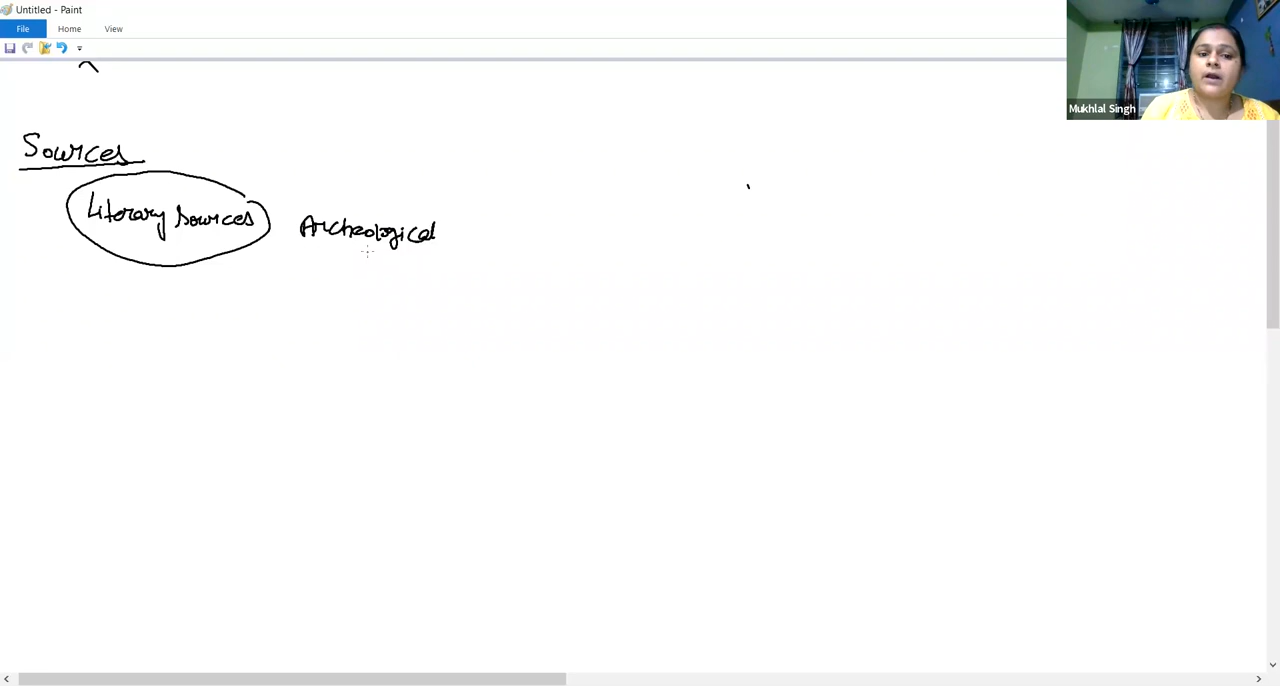 Untitled - Paint
File Home View
Mukhlal Singh
Sources
Literary Sources Archeological